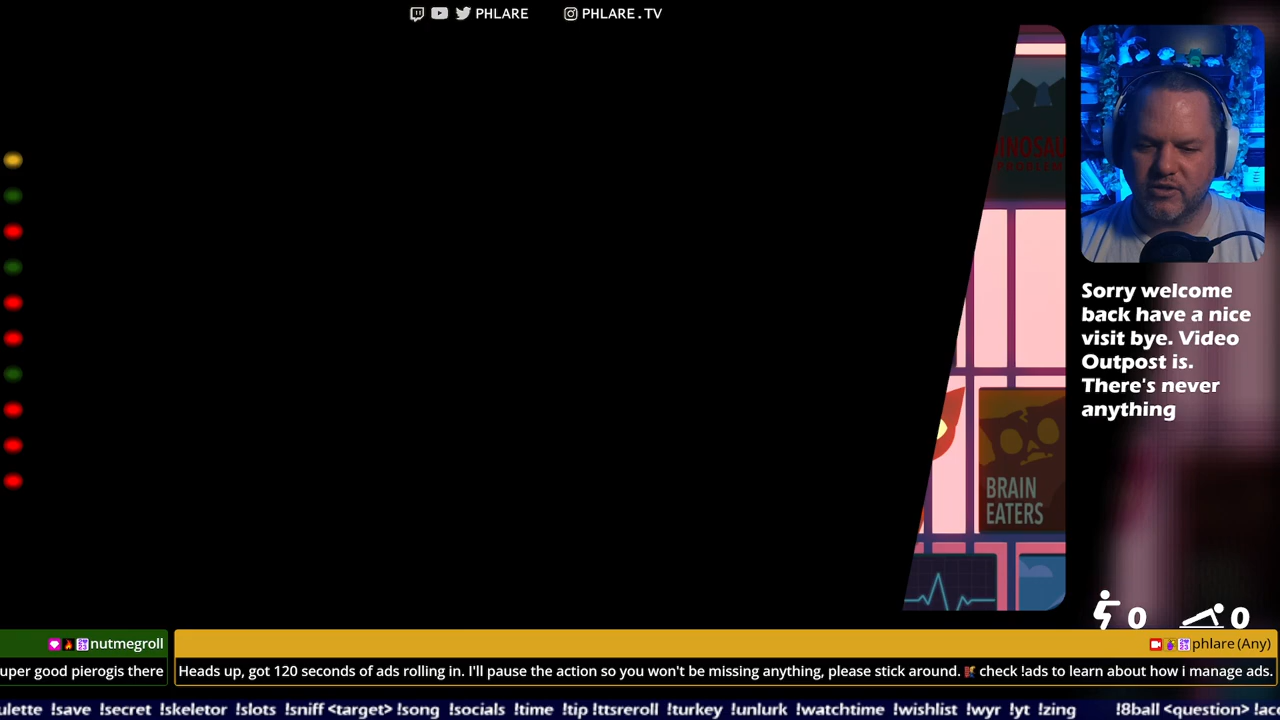 PHLARE PHLARE.TV
BRAIN
EATERS
Sorry welcome
back have a nice
visit bye. Video
Outpost is.
There's never
anything
0 0
nutmegroll
uper good pierogis there
phlare (Any)
Heads up, got 120 seconds of ads rolling in. I'll pause the action so you won't be missing anything, please stick around. check !ads to learn about how i manage ads.
ulette !save !secret !skeletor !slots !sniff <target> !song !socials !time !tip !ttsreroll !turkey !unlurk !watchtime !wishlist !wyr !yt !zing !8ball <question> !acc